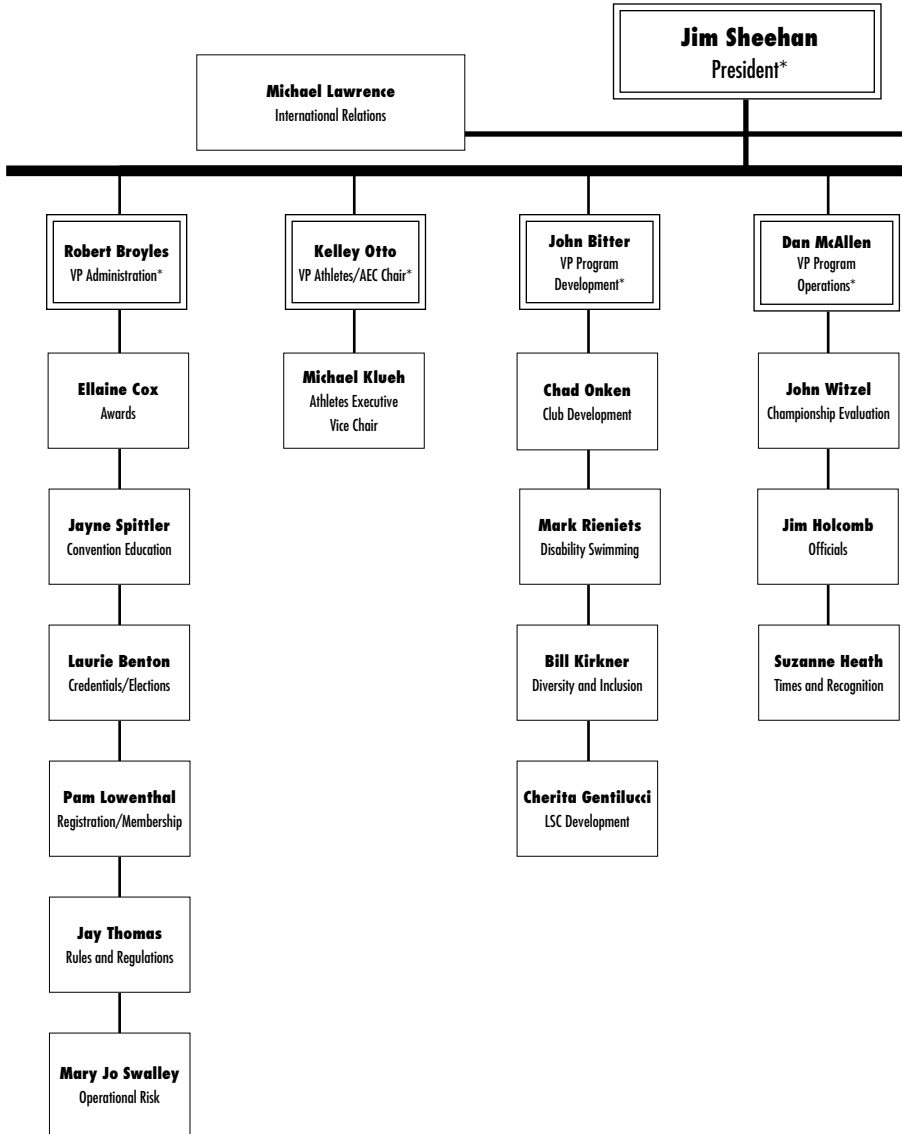 Jim Sheehan
President*
Michael Lawrence
International Relations
Robert Broyles
VP Administration*
Kelley Otto
VP Athletes/AEC Chair*
John Bitter
VP Program
Development*
Dan McAllen
VP Program
Operations*
Ellaine Cox
Awards
Michael Klueh
Athletes Executive
Vice Chair
Chad Onken
Club Development
John Witzel
Championship Evaluation
Jayne Spittler
Convention Education
Mark Rieniets
Disability Swimming
Jim Holcomb
Officials
Laurie Benton
Credentials/Elections
Bill Kirkner
Diversity and Inclusion
Suzanne Heath
Times and Recognition
Pam Lowenthal
Registration/Membership
Cherita Gentilucci
LSC Development
Jay Thomas
Rules and Regulations
Mary Jo Swalley
Operational Risk